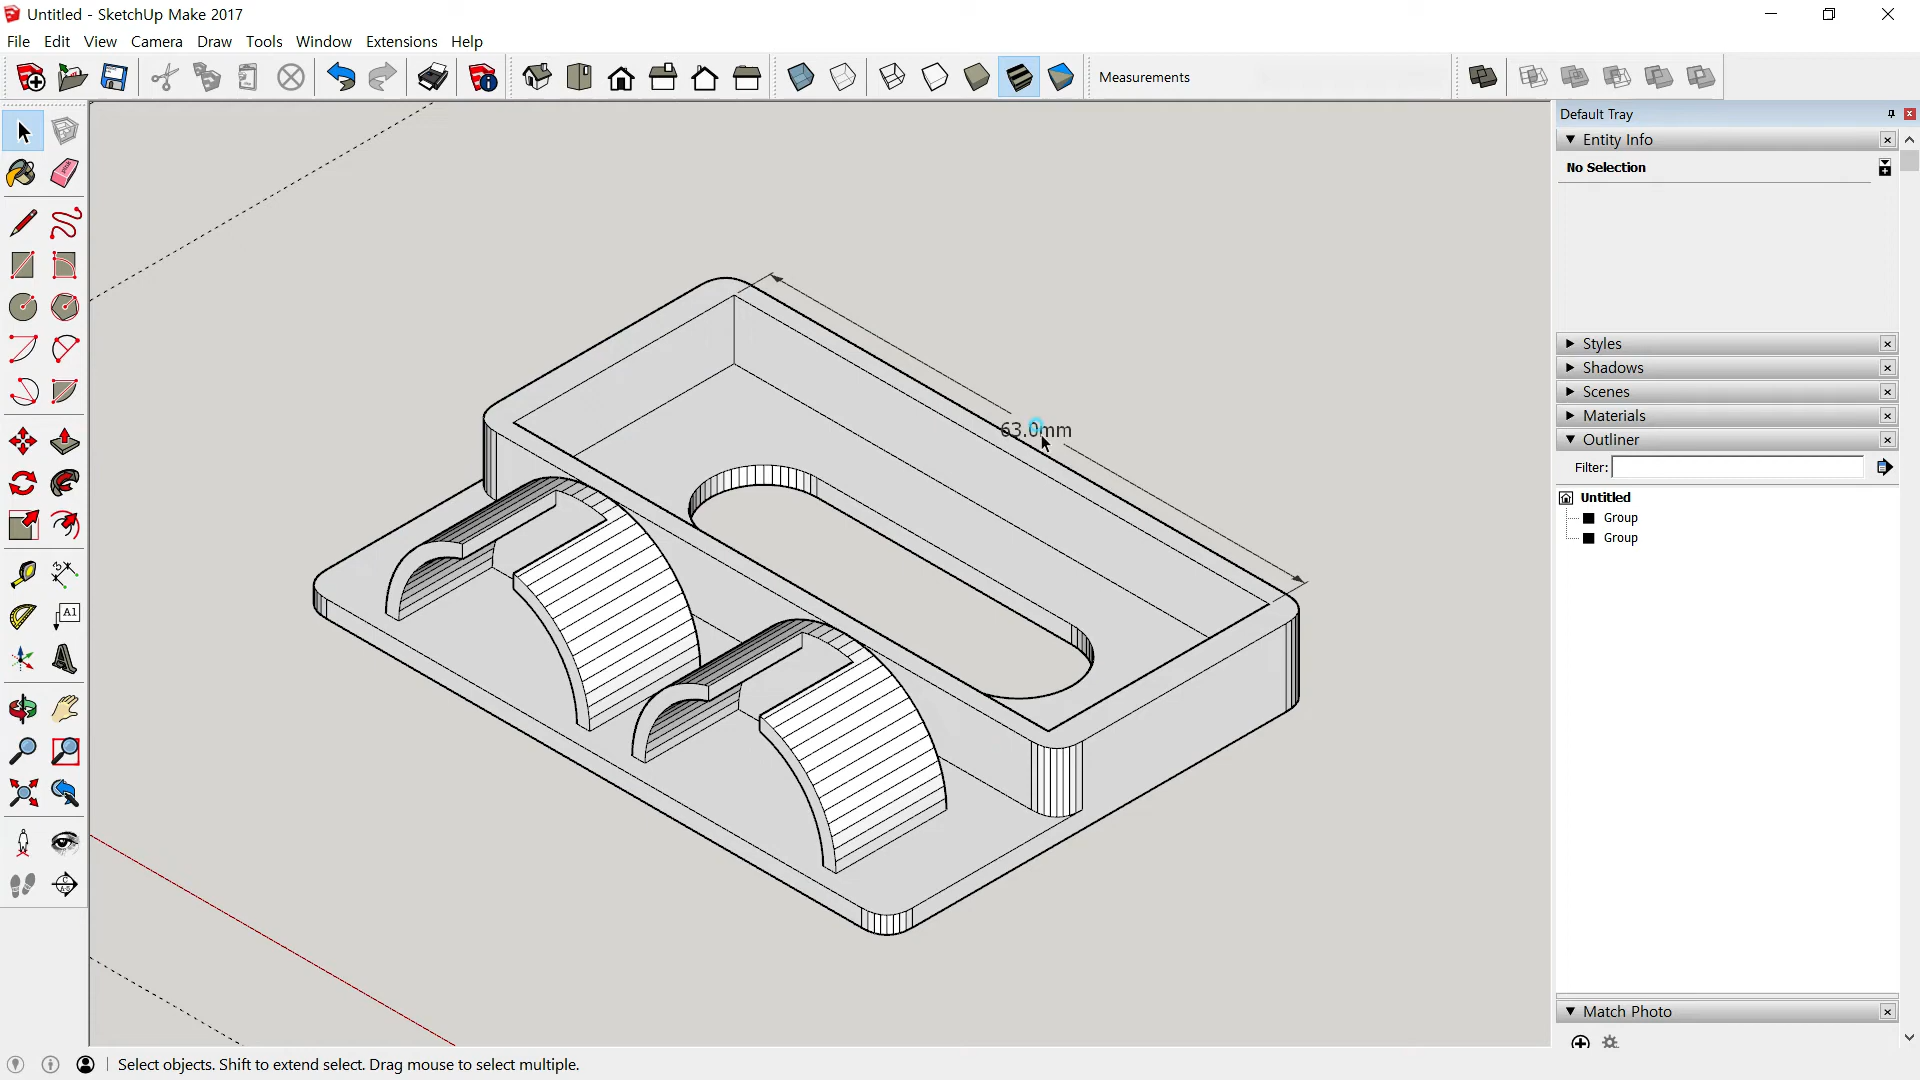 Untitled - SketchUp Make 2017
File Edit View Camera Draw Tools Window Extensions Help
Measurements
Default Tray
Entity Info
No Selection
Styles
Shadows
Scenes
Materials
Outliner
Filter:
Untitled
Group
Group
63.0mm
A1
Match Photo
Select objects. Shift to extend select. Drag mouse to select multiple.